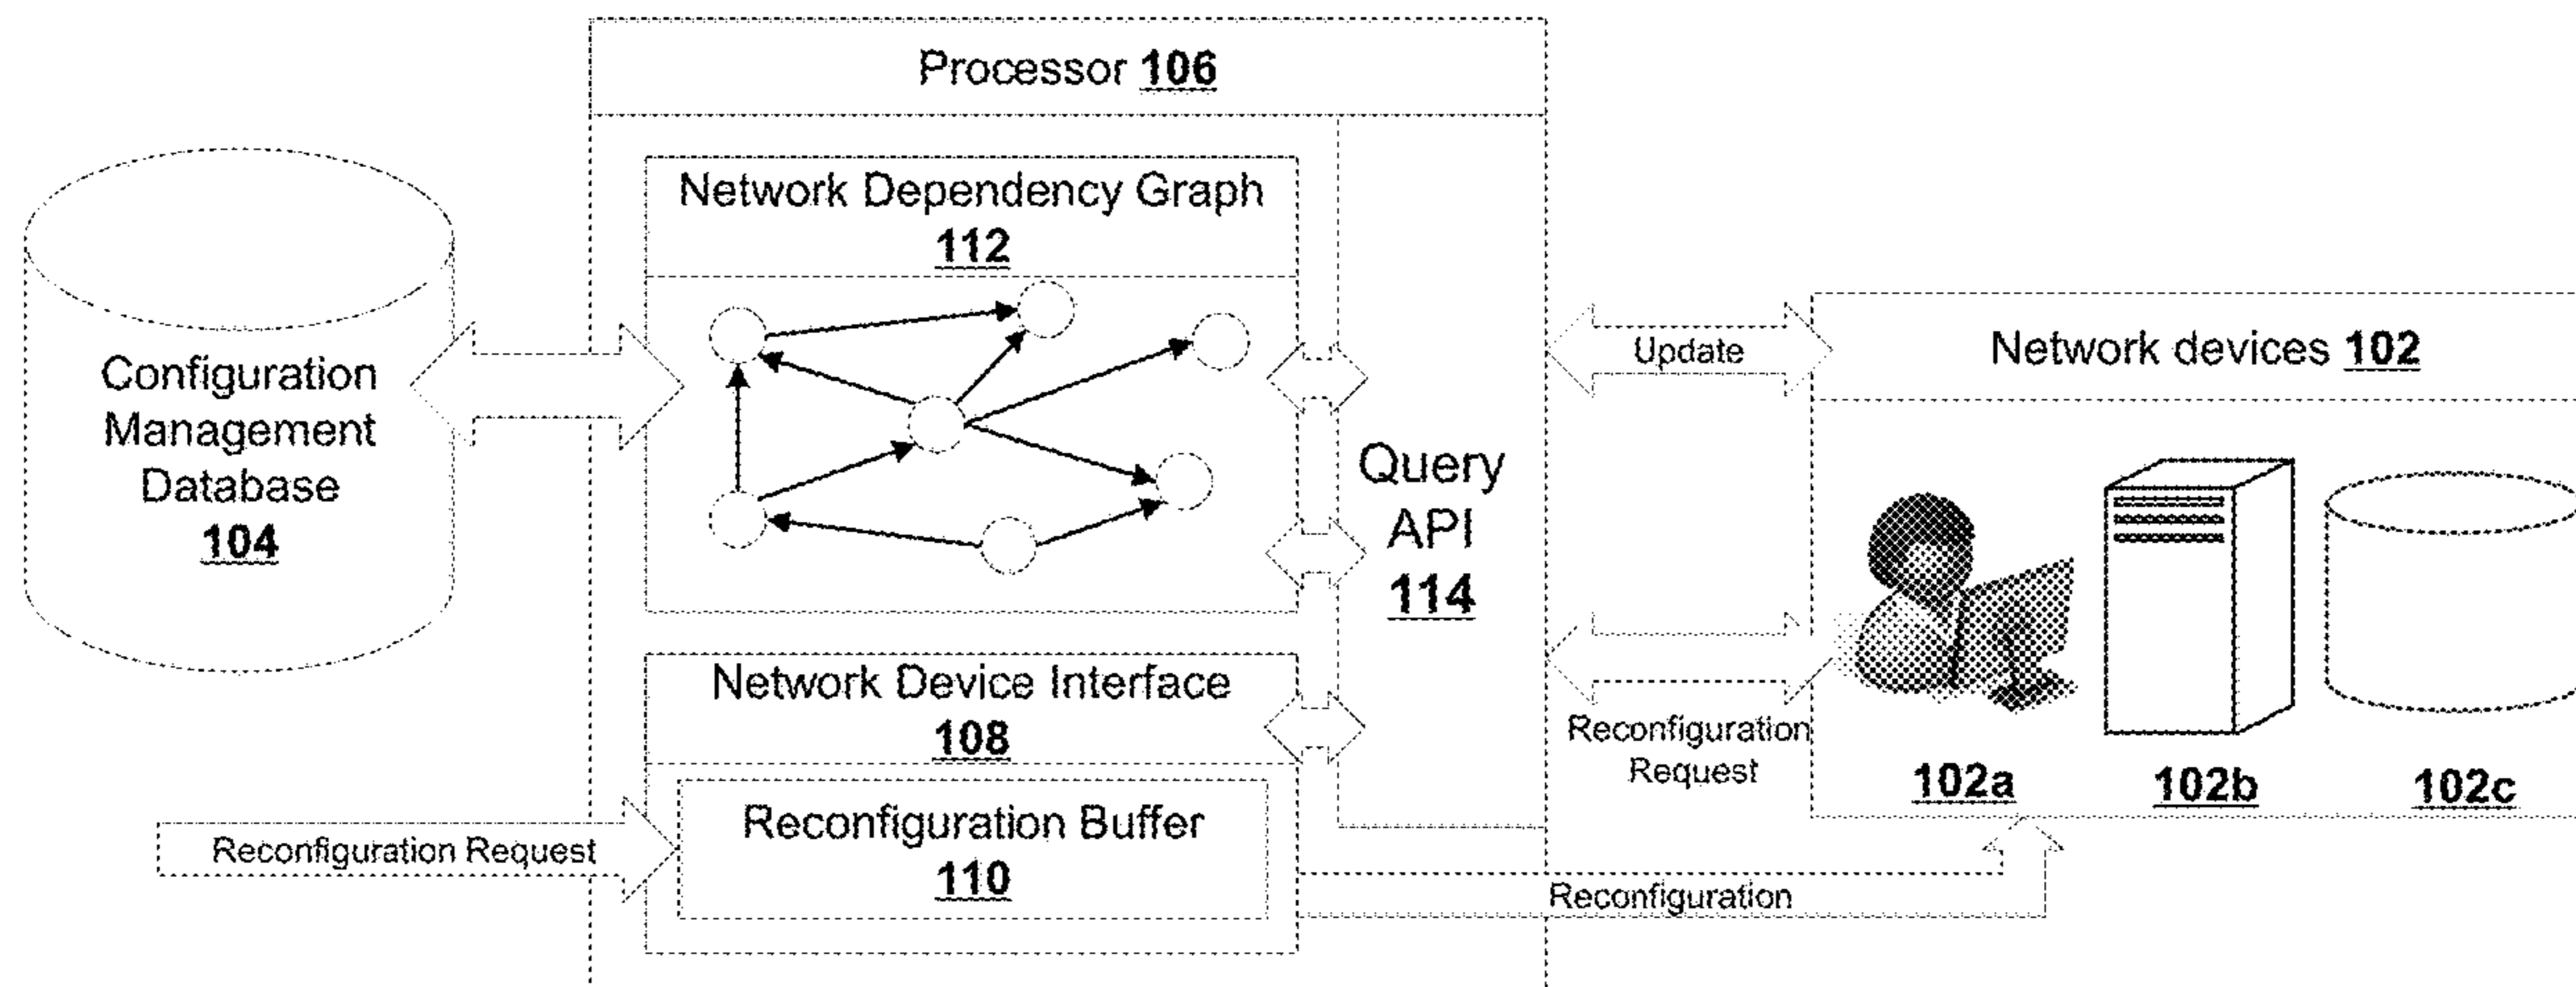 Processor 106
Configuration
Management
Database
104
Network Dependency Graph
112
Query
API
114
Network Device Interface
108
Reconfiguration Request
Reconfiguration Buffer
110
Update
Reconfiguration
Request
Reconfiguration
Network devices 102
102a 102b 102c